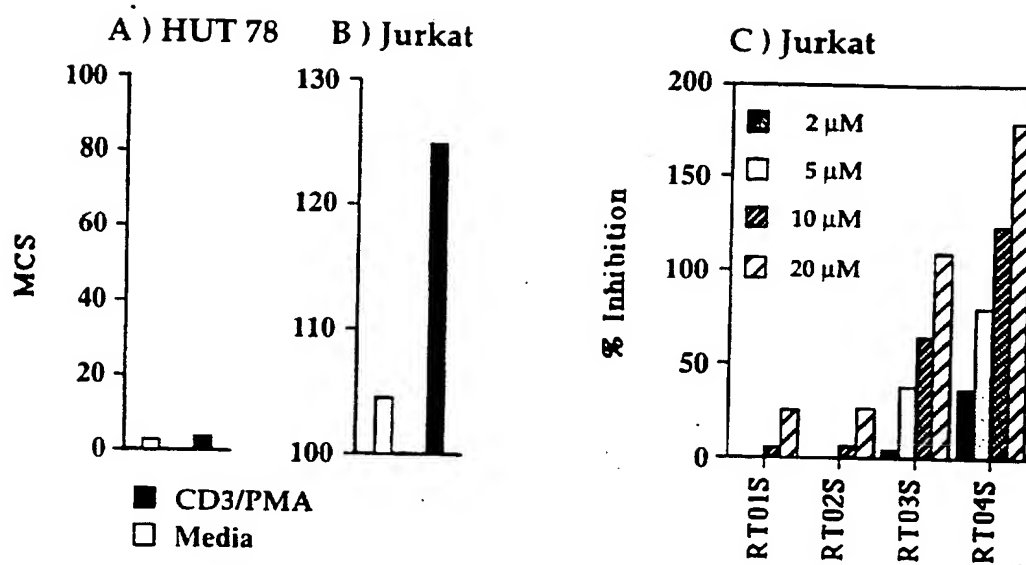 A ) HUT 78
B ) Jurkat
MCS
100
80
60
40
20
0
130
120
110
100
CD3/PMA
Media
C ) Jurkat
% Inhibition
200
150
100
50
0
2 µM
5 µM
10 µM
20 µM
RT01S
RT02S
RT03S
RT04S